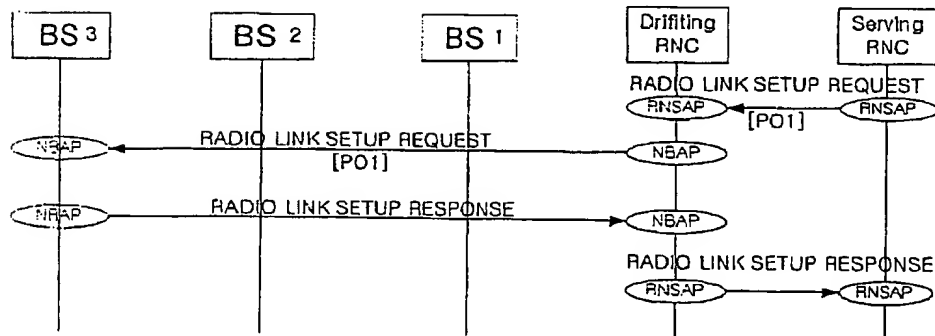 BS 3
BS 2
BS 1
Drifiting
RNC
Serving
RNC
RADIO LINK SETUP REQUEST
RNSAP
RNSAP
[PO1]
RADIO LINK SETUP REQUEST
NBAP
NBAP
[PO1]
RADIO LINK SETUP RESPONSE
NBAP
NBAP
RADIO LINK SETUP RESPONSE
RNSAP
RNSAP